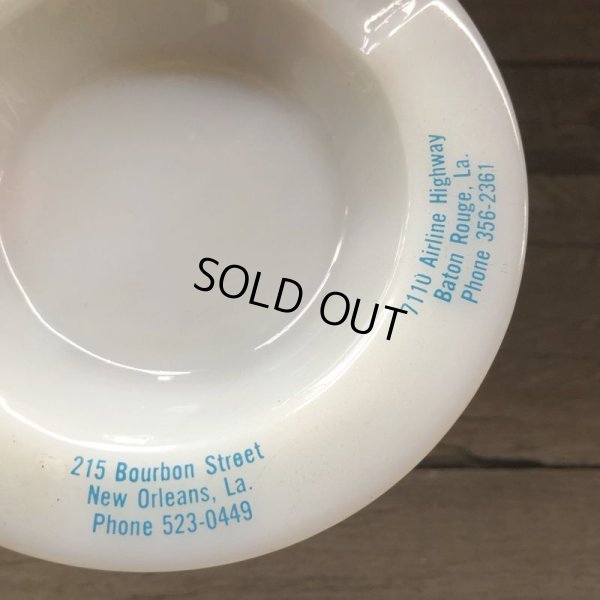 7110 Airline Highway
Baton Rouge, La.
Phone 356-2361
SOLD OUT
215 Bourbon Street
New Orleans, La.
Phone 523-0449